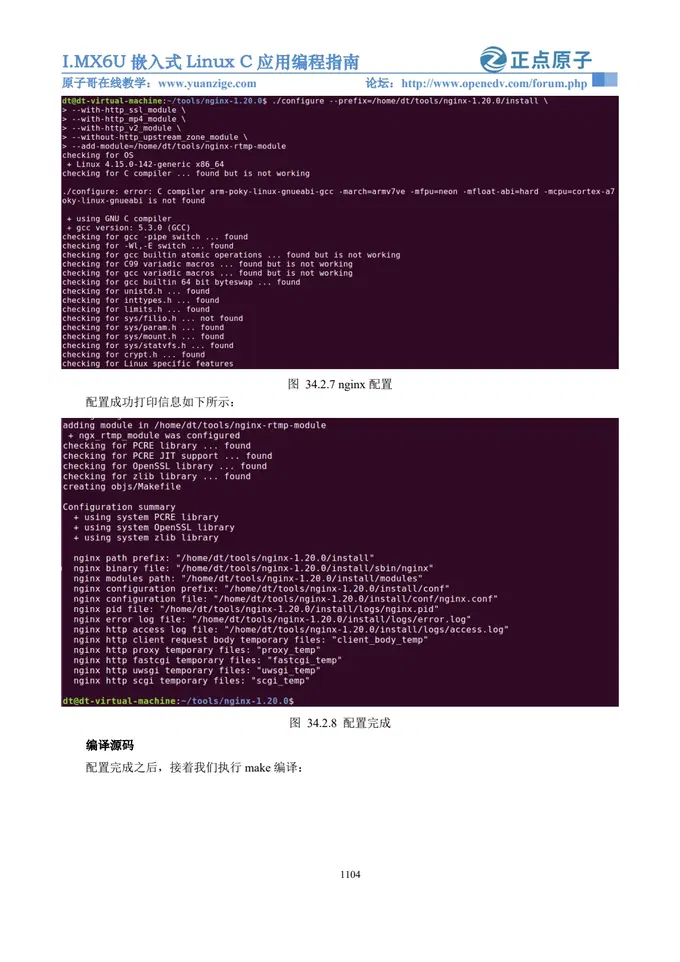 I.MX6U 嵌入式 Linux C 应用编程指南
正点原子
原子哥在线教学：www.yuanzige.com 论坛：http://www.openedv.com/forum.php
dt@dt-virtual-machine:~/tools/nginx-1.20.0$ ./configure --prefix=/home/dt/tools/nginx-1.20.0/install \
> --with-http_ssl_module \
> --with-http_mp4_module \
> --with-http_v2_module \
> --without-http_upstream_zone_module \
> --add-module=/home/dt/tools/nginx-rtmp-module
checking for OS
 + Linux 4.15.0-142-generic x86_64
checking for C compiler ... found but is not working

./configure: error: C compiler arm-poky-linux-gnueabi-gcc -march=armv7ve -mfpu=neon -mfloat-abi=hard -mcpu=cortex-a7
oky-linux-gnueabi is not found

 + using GNU C compiler
 + gcc version: 5.3.0 (GCC)
checking for gcc -pipe switch ... found
checking for -Wl,-E switch ... found
checking for gcc builtin atomic operations ... found but is not working
checking for C99 variadic macros ... found but is not working
checking for gcc variadic macros ... found but is not working
checking for gcc builtin 64 bit byteswap ... found
checking for unistd.h ... found
checking for inttypes.h ... found
checking for limits.h ... found
checking for sys/filio.h ... not found
checking for sys/param.h ... found
checking for sys/mount.h ... found
checking for sys/statvfs.h ... found
checking for crypt.h ... found
checking for Linux specific features
图 34.2.7 nginx 配置
配置成功打印信息如下所示：
adding module in /home/dt/tools/nginx-rtmp-module
 + ngx_rtmp_module was configured
checking for PCRE library ... found
checking for PCRE JIT support ... found
checking for OpenSSL library ... found
checking for zlib library ... found
creating objs/Makefile

Configuration summary
  + using system PCRE library
  + using system OpenSSL library
  + using system zlib library

  nginx path prefix: "/home/dt/tools/nginx-1.20.0/install"
  nginx binary file: "/home/dt/tools/nginx-1.20.0/install/sbin/nginx"
  nginx modules path: "/home/dt/tools/nginx-1.20.0/install/modules"
  nginx configuration prefix: "/home/dt/tools/nginx-1.20.0/install/conf"
  nginx configuration file: "/home/dt/tools/nginx-1.20.0/install/conf/nginx.conf"
  nginx pid file: "/home/dt/tools/nginx-1.20.0/install/logs/nginx.pid"
  nginx error log file: "/home/dt/tools/nginx-1.20.0/install/logs/error.log"
  nginx http access log file: "/home/dt/tools/nginx-1.20.0/install/logs/access.log"
  nginx http client request body temporary files: "client_body_temp"
  nginx http proxy temporary files: "proxy_temp"
  nginx http fastcgi temporary files: "fastcgi_temp"
  nginx http uwsgi temporary files: "uwsgi_temp"
  nginx http scgi temporary files: "scgi_temp"

dt@dt-virtual-machine:~/tools/nginx-1.20.0$
图 34.2.8 配置完成
编译源码
配置完成之后，接着我们执行 make 编译：
1104